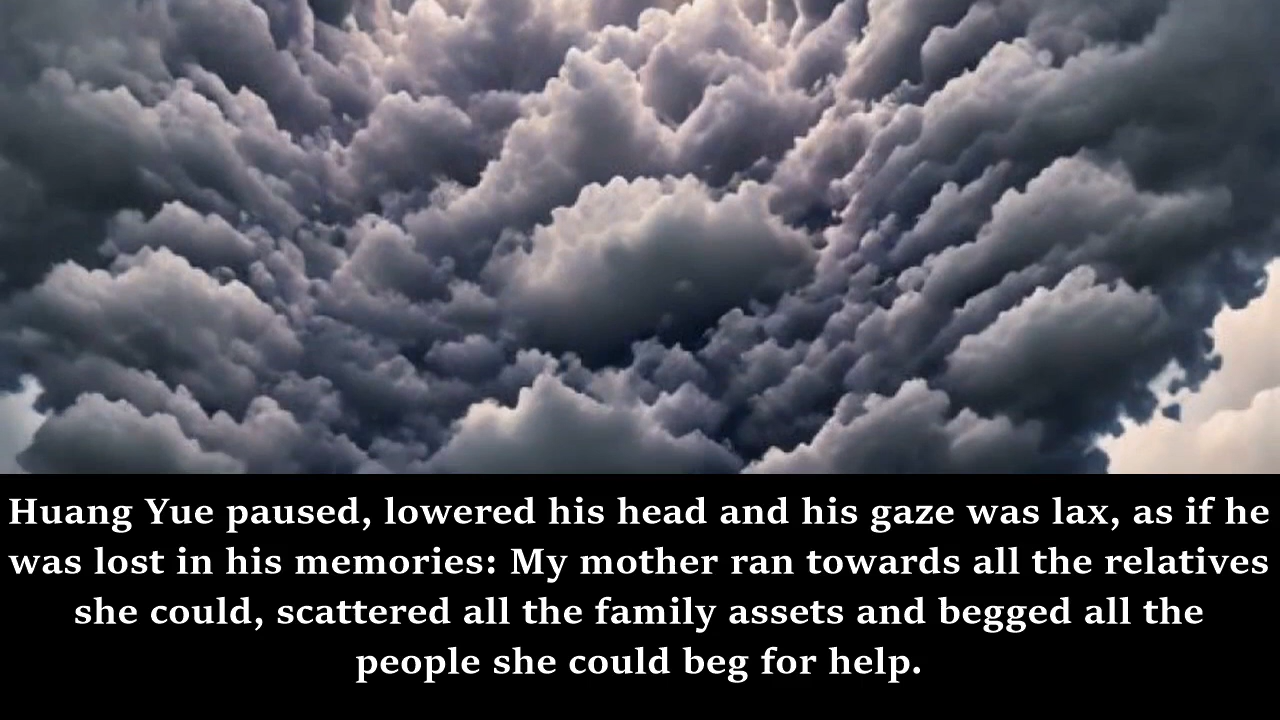 Huang Yue paused, lowered his head and his gaze was lax, as if he
was lost in his memories: My mother ran towards all the relatives
she could, scattered all the family assets and begged all the
people she could beg for help.